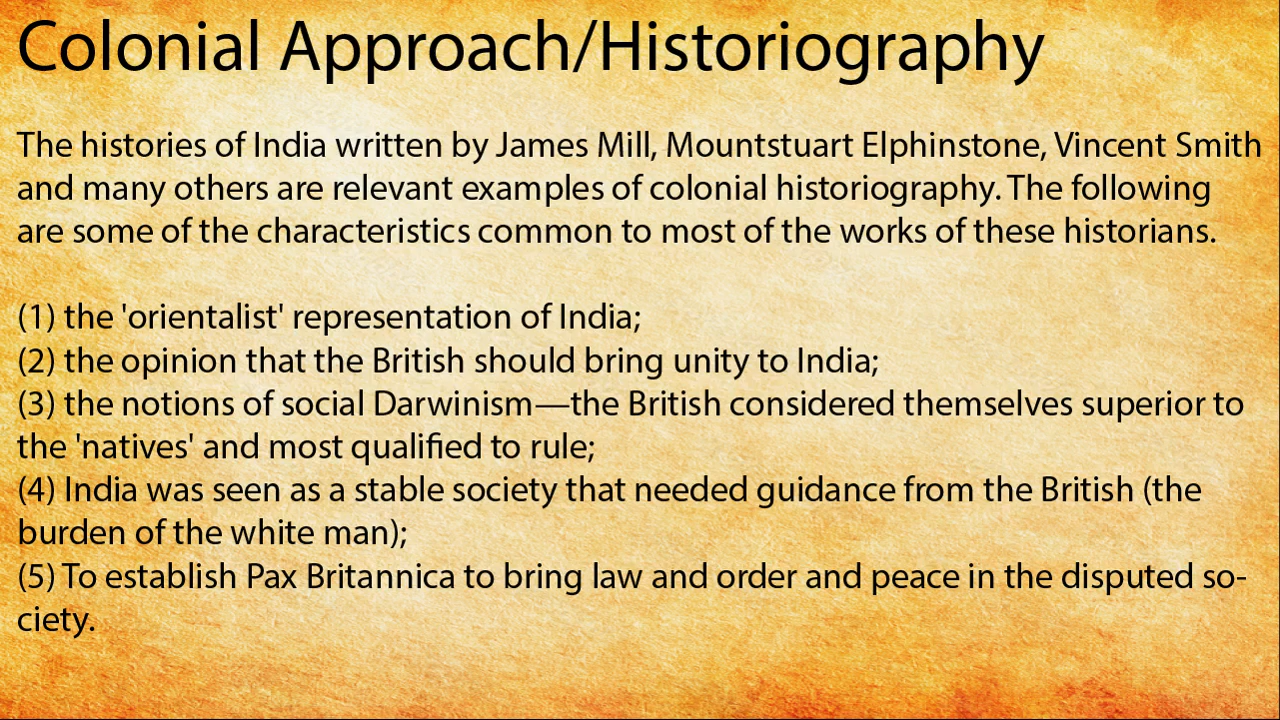 Colonial Approach/Historiography
The histories of India written by James Mill, Mountstuart Elphinstone, Vincent Smith
and many others are relevant examples of colonial historiography. The following
are some of the characteristics common to most of the works of these historians.
(1) the 'orientalist' representation of India;
(2) the opinion that the British should bring unity to India;
(3) the notions of social Darwinism—the British considered themselves superior to
the 'natives' and most qualified to rule;
(4) India was seen as a stable society that needed guidance from the British (the
burden of the white man);
(5) To establish Pax Britannica to bring law and order and peace in the disputed so-
ciety.